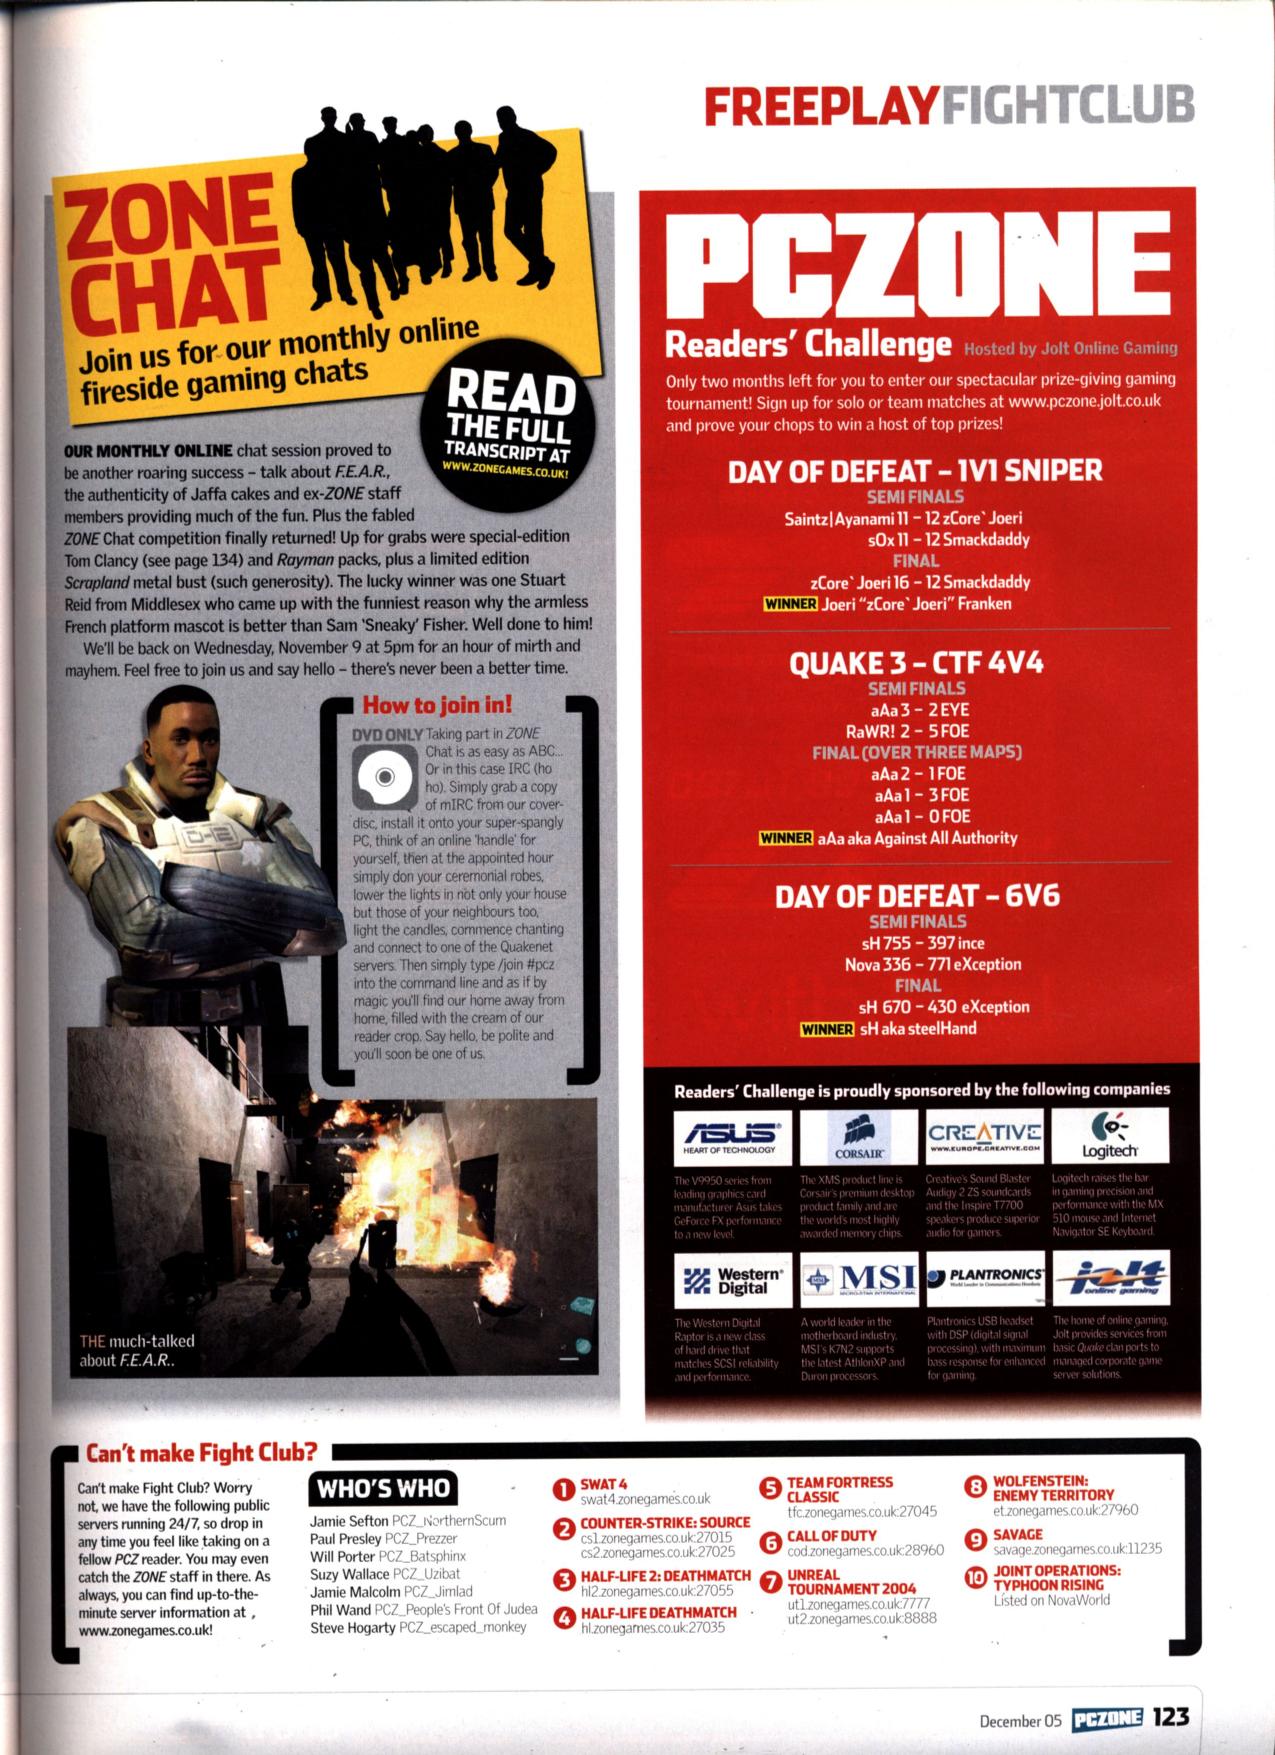 FREEPLAYFIGHTCLUB
ZONE
CHAT
Join us for our monthly online
fireside gaming chats
READ
THE FULL
TRANSCRIPT AT
WWW.ZONEGAMES.CO.UK!
OUR MONTHLY ONLINE chat session proved to
be another roaring success – talk about F.E.A.R.,
the authenticity of Jaffa cakes and ex-ZONE staff
members providing much of the fun. Plus the fabled
ZONE Chat competition finally returned! Up for grabs were special-edition
Tom Clancy (see page 134) and Rayman packs, plus a limited edition
Scrapland metal bust (such generosity). The lucky winner was one Stuart
Reid from Middlesex who came up with the funniest reason why the armless
French platform mascot is better than Sam 'Sneaky' Fisher. Well done to him!
We'll be back on Wednesday, November 9 at 5pm for an hour of mirth and
mayhem. Feel free to join us and say hello – there's never been a better time.
How to join in!
DVD ONLY Taking part in ZONE
Chat is as easy as ABC...
Or in this case IRC (ho
ho). Simply grab a copy
of mIRC from our cover-
disc, install it onto your super-spangly
PC, think of an online 'handle' for
yourself, then at the appointed hour
simply don your ceremonial robes,
lower the lights in not only your house
but those of your neighbours too,
light the candles, commence chanting
and connect to one of the Quakenet
servers. Then simply type /join #pcz
into the command line and as if by
magic you'll find our home away from
home, filled with the cream of our
reader crop. Say hello, be polite and
you'll soon be one of us.
THE much-talked
about F.E.A.R..
PCZONE
Readers' Challenge Hosted by Jolt Online Gaming
Only two months left for you to enter our spectacular prize-giving gaming
tournament! Sign up for solo or team matches at www.pczone.jolt.co.uk
and prove your chops to win a host of top prizes!
DAY OF DEFEAT – 1V1 SNIPER
SEMI FINALS
Saintz|Ayanami 11 – 12 zCore`Joeri
sOx 11 – 12 Smackdaddy
FINAL
zCore`Joeri 16 – 12 Smackdaddy
WINNER Joeri "zCore`Joeri" Franken
QUAKE 3 – CTF 4V4
SEMI FINALS
aAa 3 – 2 EYE
RaWR! 2 – 5 FOE
FINAL (OVER THREE MAPS)
aAa 2 – 1 FOE
aAa 1 – 3 FOE
aAa 1 – 0 FOE
WINNER aAa aka Against All Authority
DAY OF DEFEAT – 6V6
SEMI FINALS
sH 755 – 397 ince
Nova 336 – 771 eXception
FINAL
sH 670 – 430 eXception
WINNER sH aka steelHand
Readers' Challenge is proudly sponsored by the following companies
ASUS
HEART OF TECHNOLOGY
The V9950 series from
leading graphics card
manufacturer Asus takes
GeForce FX performance
to a new level.
CORSAIR
The XMS product line is
Corsair's premium desktop
product family and are
the world's most highly
awarded memory chips.
CREATIVE
WWW.EUROPE.CREATIVE.COM
Creative's Sound Blaster
Audigy 2 ZS soundcards
and the Inspire T7700
speakers produce superior
audio for gamers.
Logitech
Logitech raises the bar
in gaming precision and
performance with the MX
510 mouse and Internet
Navigator SE Keyboard.
Western
Digital
The Western Digital
Raptor is a new class
of hard drive that
matches SCSI reliability
and performance.
MSI
MICRO-STAR INTERNATIONAL
A world leader in the
motherboard industry,
MSI's K7N2 supports
the latest AthlonXP and
Duron processors.
PLANTRONICS
World Leader in Communications Headsets
Plantronics USB headset
with DSP (digital signal
processing), with maximum
bass response for enhanced
for gaming.
jolt
online gaming
The home of online gaming,
Jolt provides services from
basic Quake clan ports to
managed corporate game
server solutions.
Can't make Fight Club?
Can't make Fight Club? Worry
not, we have the following public
servers running 24/7, so drop in
any time you feel like taking on a
fellow PCZ reader. You may even
catch the ZONE staff in there. As
always, you can find up-to-the-
minute server information at
www.zonegames.co.uk!
WHO'S WHO
Jamie Sefton PCZ_NorthernScum
Paul Presley PCZ_Prezzer
Will Porter PCZ_Batsphinx
Suzy Wallace PCZ_Uzibat
Jamie Malcolm PCZ_Jimlad
Phil Wand PCZ_People's Front Of Judea
Steve Hogarty PCZ_escaped_monkey
1 SWAT 4
swat4.zonegames.co.uk
2 COUNTER-STRIKE: SOURCE
cs1.zonegames.co.uk:27015
cs2.zonegames.co.uk:27025
3 HALF-LIFE 2: DEATHMATCH
hl2.zonegames.co.uk:27055
4 HALF-LIFE DEATHMATCH
hl.zonegames.co.uk:27035
5 TEAM FORTRESS
CLASSIC
tfc.zonegames.co.uk:27045
6 CALL OF DUTY
cod.zonegames.co.uk:28960
7 UNREAL
TOURNAMENT 2004
ut1.zonegames.co.uk:7777
ut2.zonegames.co.uk:8888
8 WOLFENSTEIN:
ENEMY TERRITORY
et.zonegames.co.uk:27960
9 SAVAGE
savage.zonegames.co.uk:11235
10 JOINT OPERATIONS:
TYPHOON RISING
Listed on NovaWorld
December 05 PCZONE 123